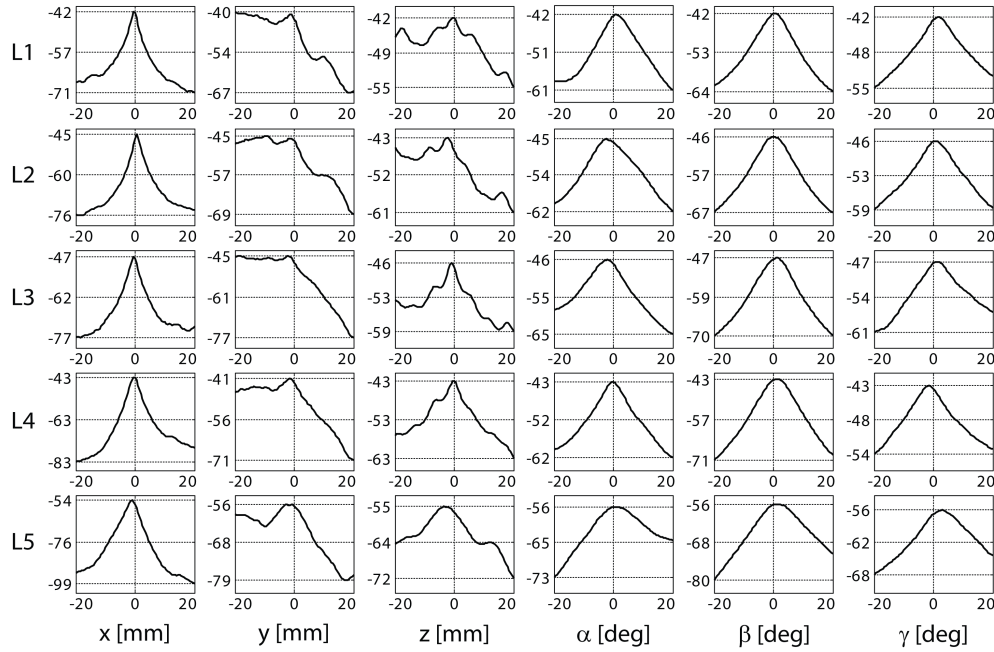 -42 -40 -42 -42 -42 -42
L1 -57 -54 -49 -51 -53 -48
-71 -67 -55 -61 -64 -55
-20 0 20 -20 0 20 -20 0 20 -20 0 20 -20 0 20 -20 0 20
-45 -45 -43 -45 -46 -46
L2 -60 -57 -52 -54 -57 -53
-76 -69 -61 -62 -67 -59
-20 0 20 -20 0 20 -20 0 20 -20 0 20 -20 0 20 -20 0 20
-47 -45 -46 -46 -47 -47
L3 -62 -61 -53 -55 -59 -54
-77 -77 -59 -65 -70 -61
-20 0 20 -20 0 20 -20 0 20 -20 0 20 -20 0 20 -20 0 20
-43 -41 -43 -43 -43 -43
L4 -63 -56 -53 -52 -57 -48
-83 -71 -63 -62 -71 -54
-20 0 20 -20 0 20 -20 0 20 -20 0 20 -20 0 20 -20 0 20
-54 -56 -55 -56 -56 -56
L5 -76 -68 -64 -65 -68 -68
-99 -79 -72 -73 -80 -68
-20 0 20 -20 0 20 -20 0 20 -20 0 20 -20 0 20 -20 0 20
x [mm] y [mm] z [mm] α [deg] β [deg] γ [deg]